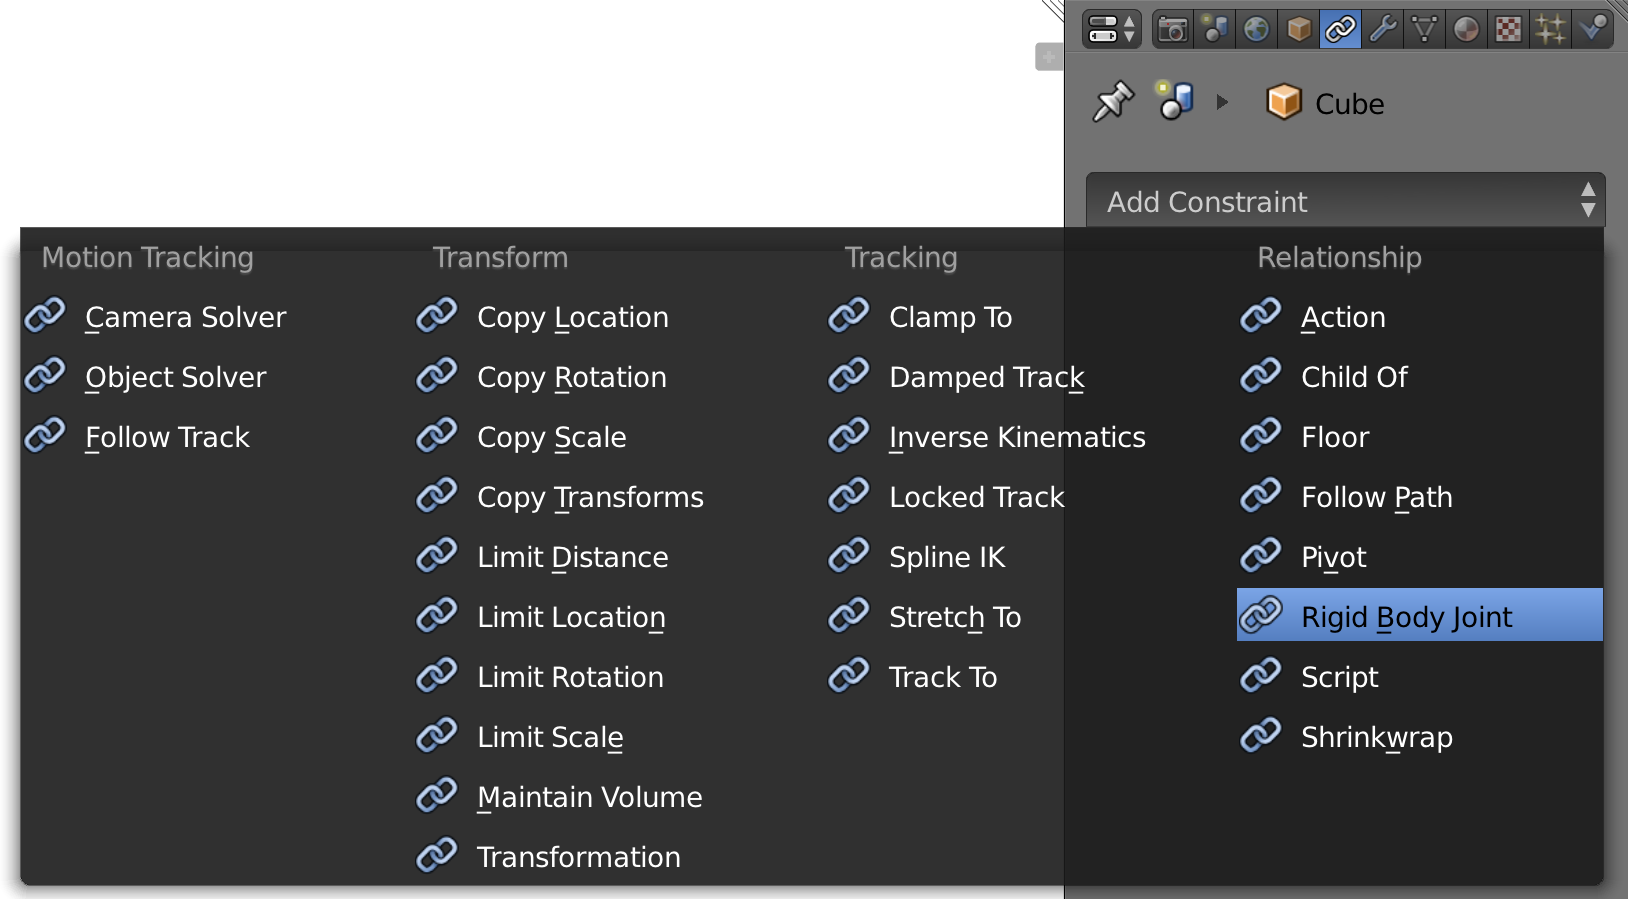 Cube
Add Constraint
Motion Tracking
Camera Solver
Object Solver
Follow Track
Transform
Copy Location
Copy Rotation
Copy Scale
Copy Transforms
Limit Distance
Limit Location
Limit Rotation
Limit Scale
Maintain Volume
Transformation
Tracking
Clamp To
Damped Track
Inverse Kinematics
Locked Track
Spline IK
Stretch To
Track To
Relationship
Action
Child Of
Floor
Follow Path
Pivot
Rigid Body Joint
Script
Shrinkwrap